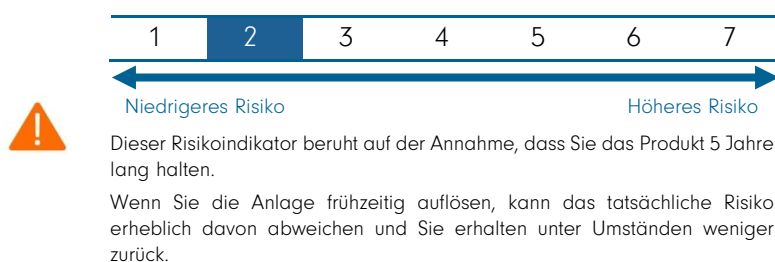 1 2 3 4 5 6 7
Niedrigeres Risiko Höheres Risiko
Dieser Risikoindikator beruht auf der Annahme, dass Sie das Produkt 5 Jahre
lang halten.
Wenn Sie die Anlage frühzeitig auflösen, kann das tatsächliche Risiko
erheblich davon abweichen und Sie erhalten unter Umständen weniger
zurück.